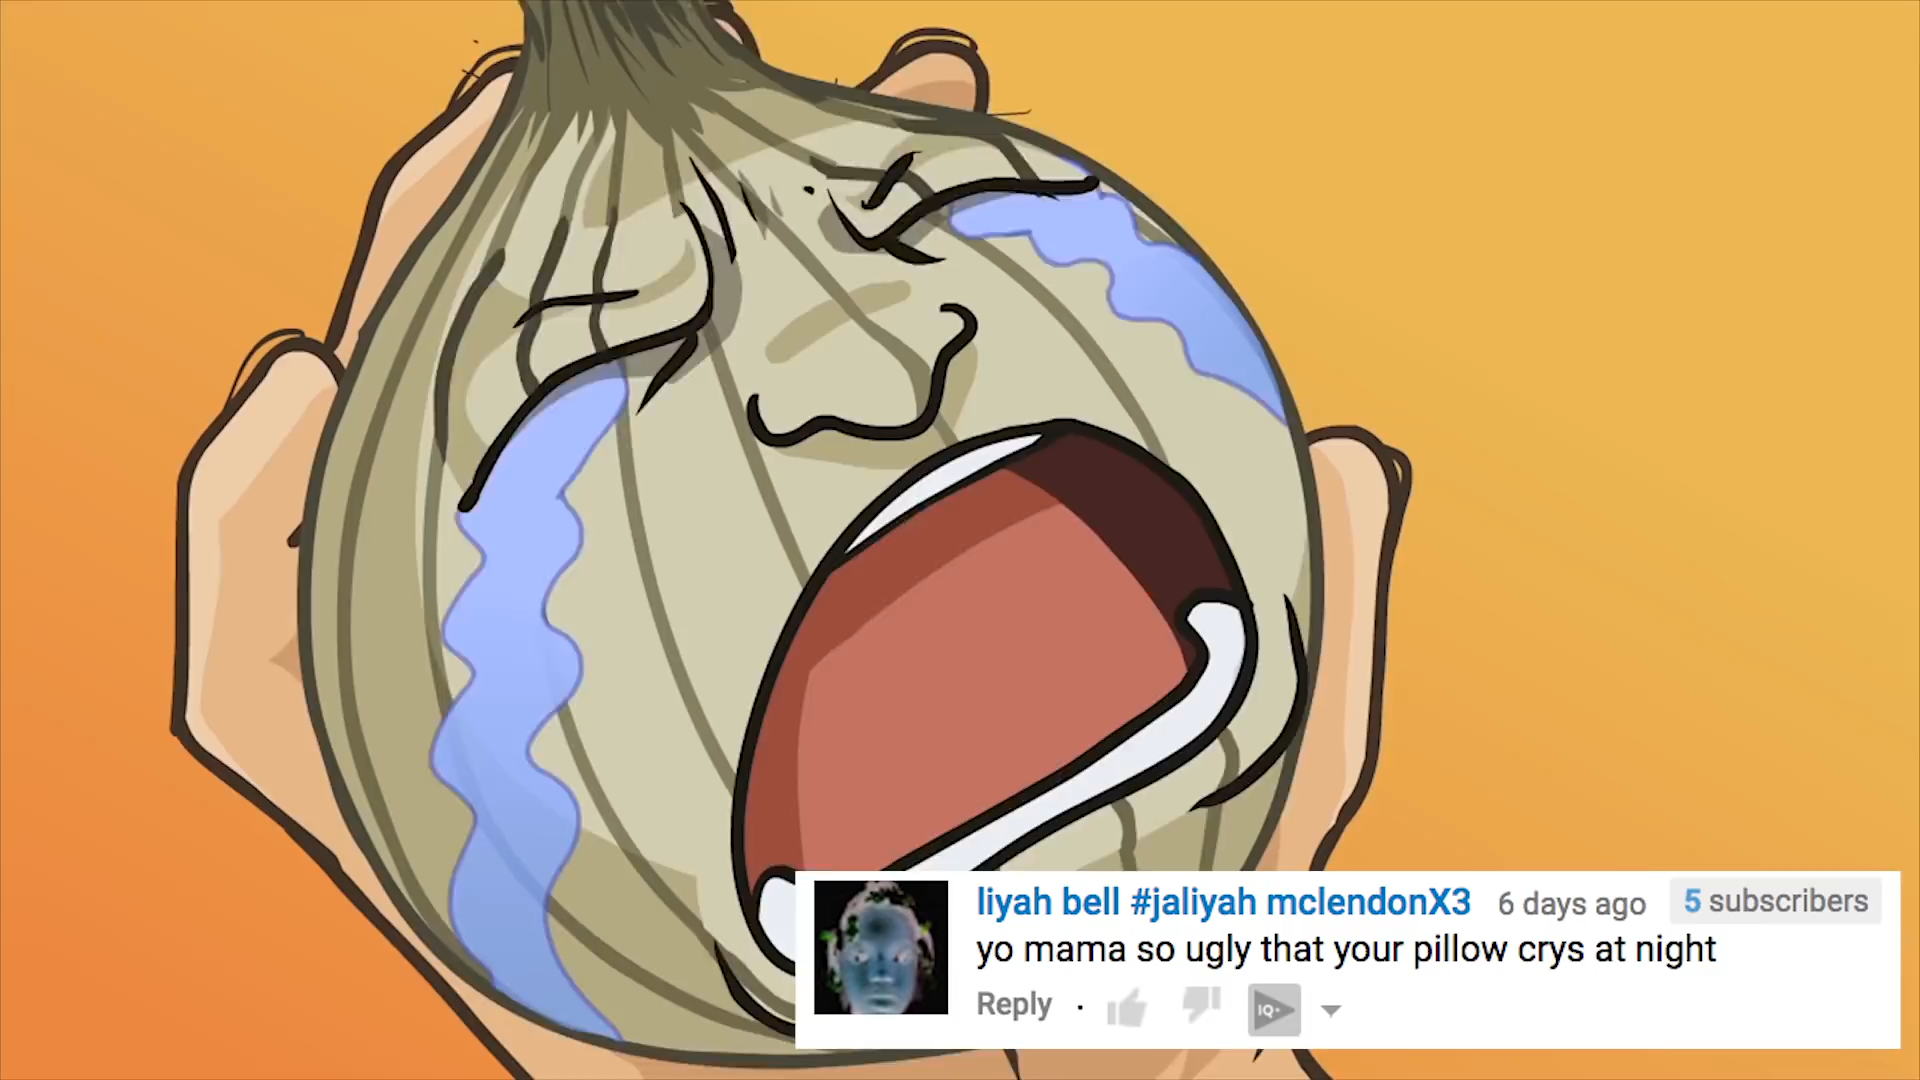 liyah bell #jaliyah mclendonX3 6 days ago 5 subscribers
yo mama so ugly that your pillow crys at night
Reply ·
IQ+